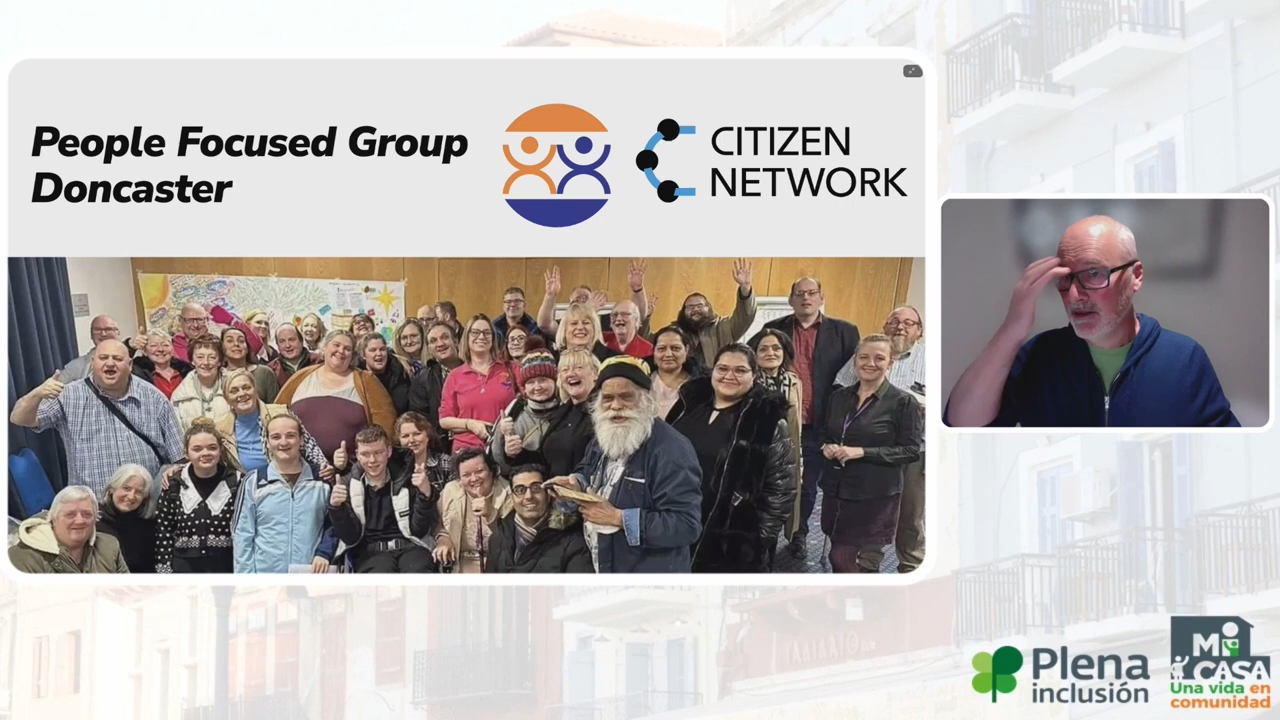 People Focused Group
Doncaster
CITIZEN
NETWORK
Plena
inclusión
Mi
CASA
Una vida en
comunidad